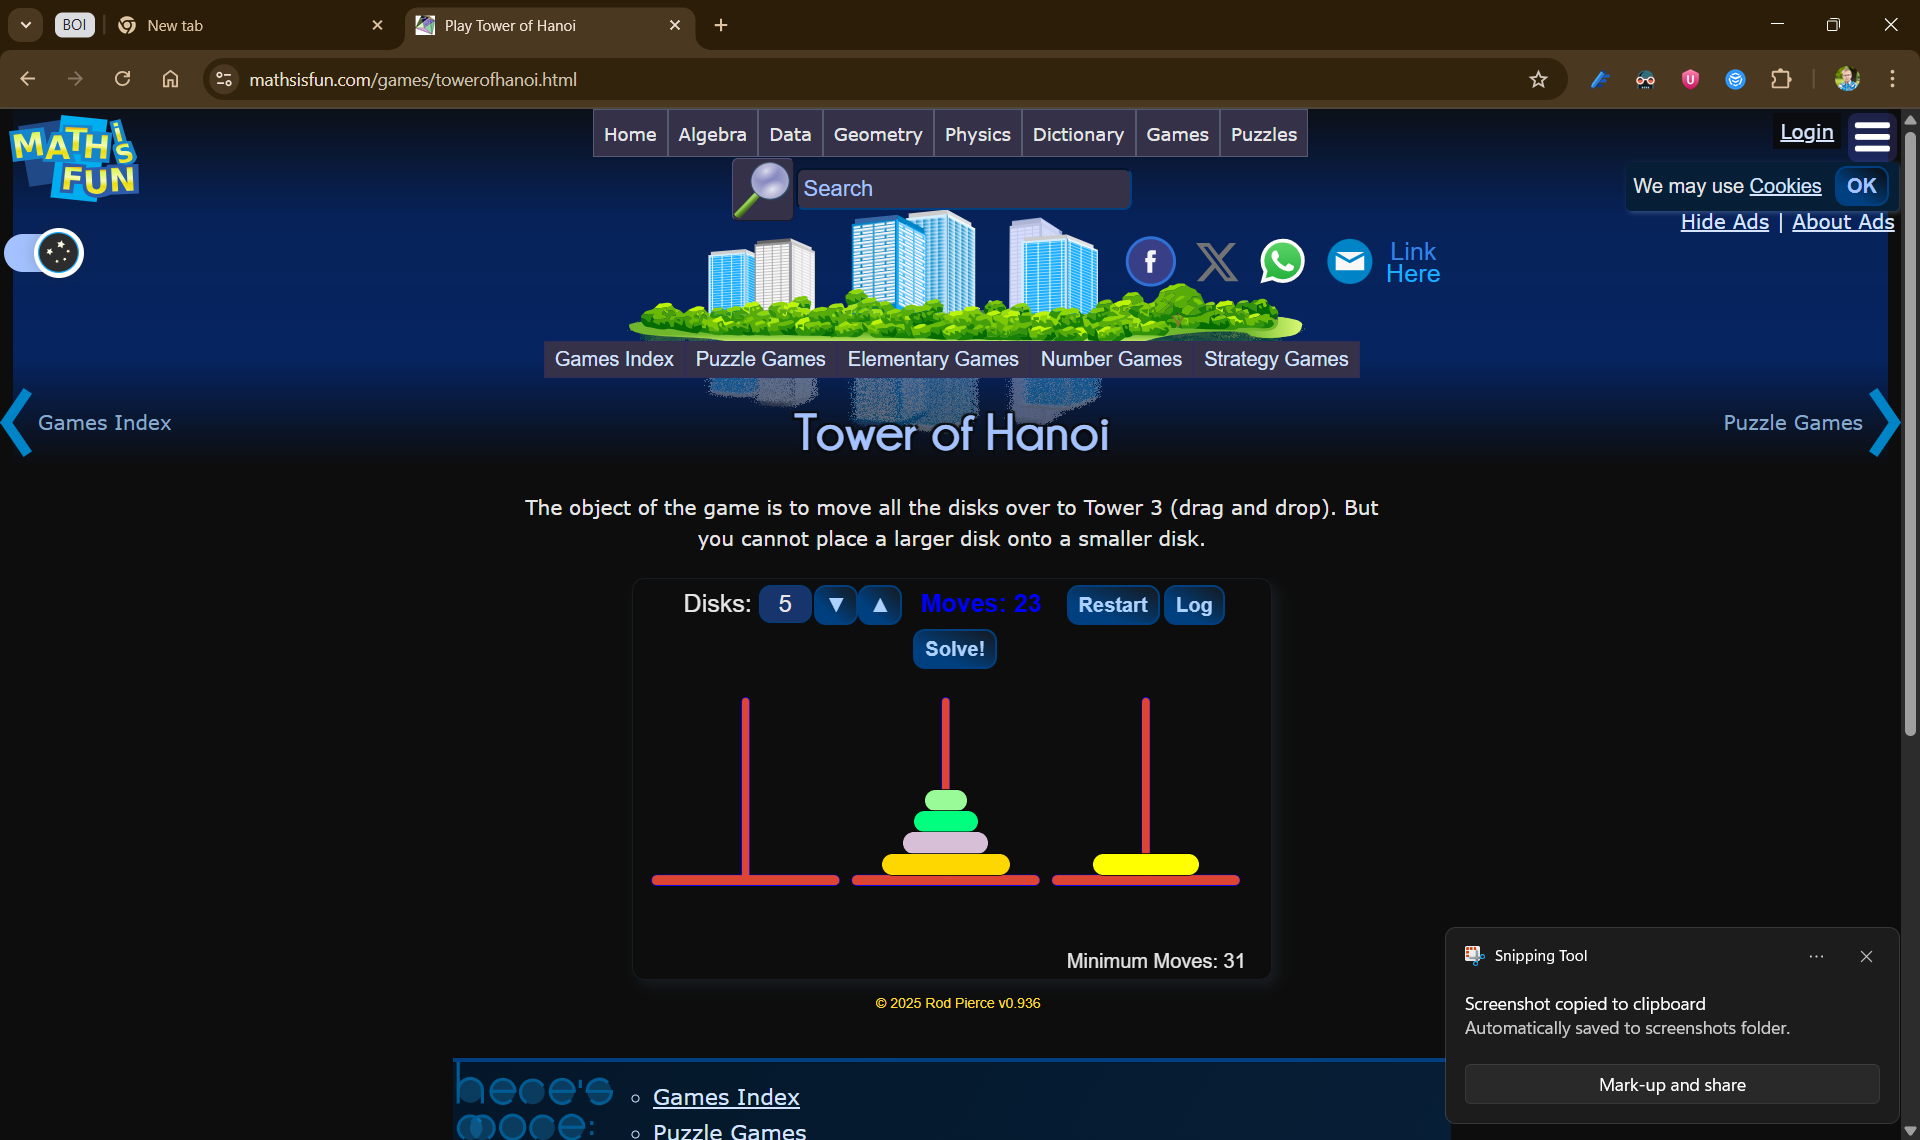 BOI
New tab
Play Tower of Hanoi
mathsisfun.com/games/towerofhanoi.html
MATH iS FUN
Home Algebra Data Geometry Physics Dictionary Games Puzzles
Login
Search
We may use Cookies OK
Hide Ads | About Ads
Link
Here
Games Index Puzzle Games Elementary Games Number Games Strategy Games
Games Index
Puzzle Games
Tower of Hanoi
The object of the game is to move all the disks over to Tower 3 (drag and drop). But
you cannot place a larger disk onto a smaller disk.
Disks: 5 ▼ ▲ Moves: 23 Restart Log
Solve!
Minimum Moves: 31
© 2025 Rod Pierce v0.936
Snipping Tool
Screenshot copied to clipboard
Automatically saved to screenshots folder.
Mark-up and share
here's
more:
Games Index
Puzzle Games